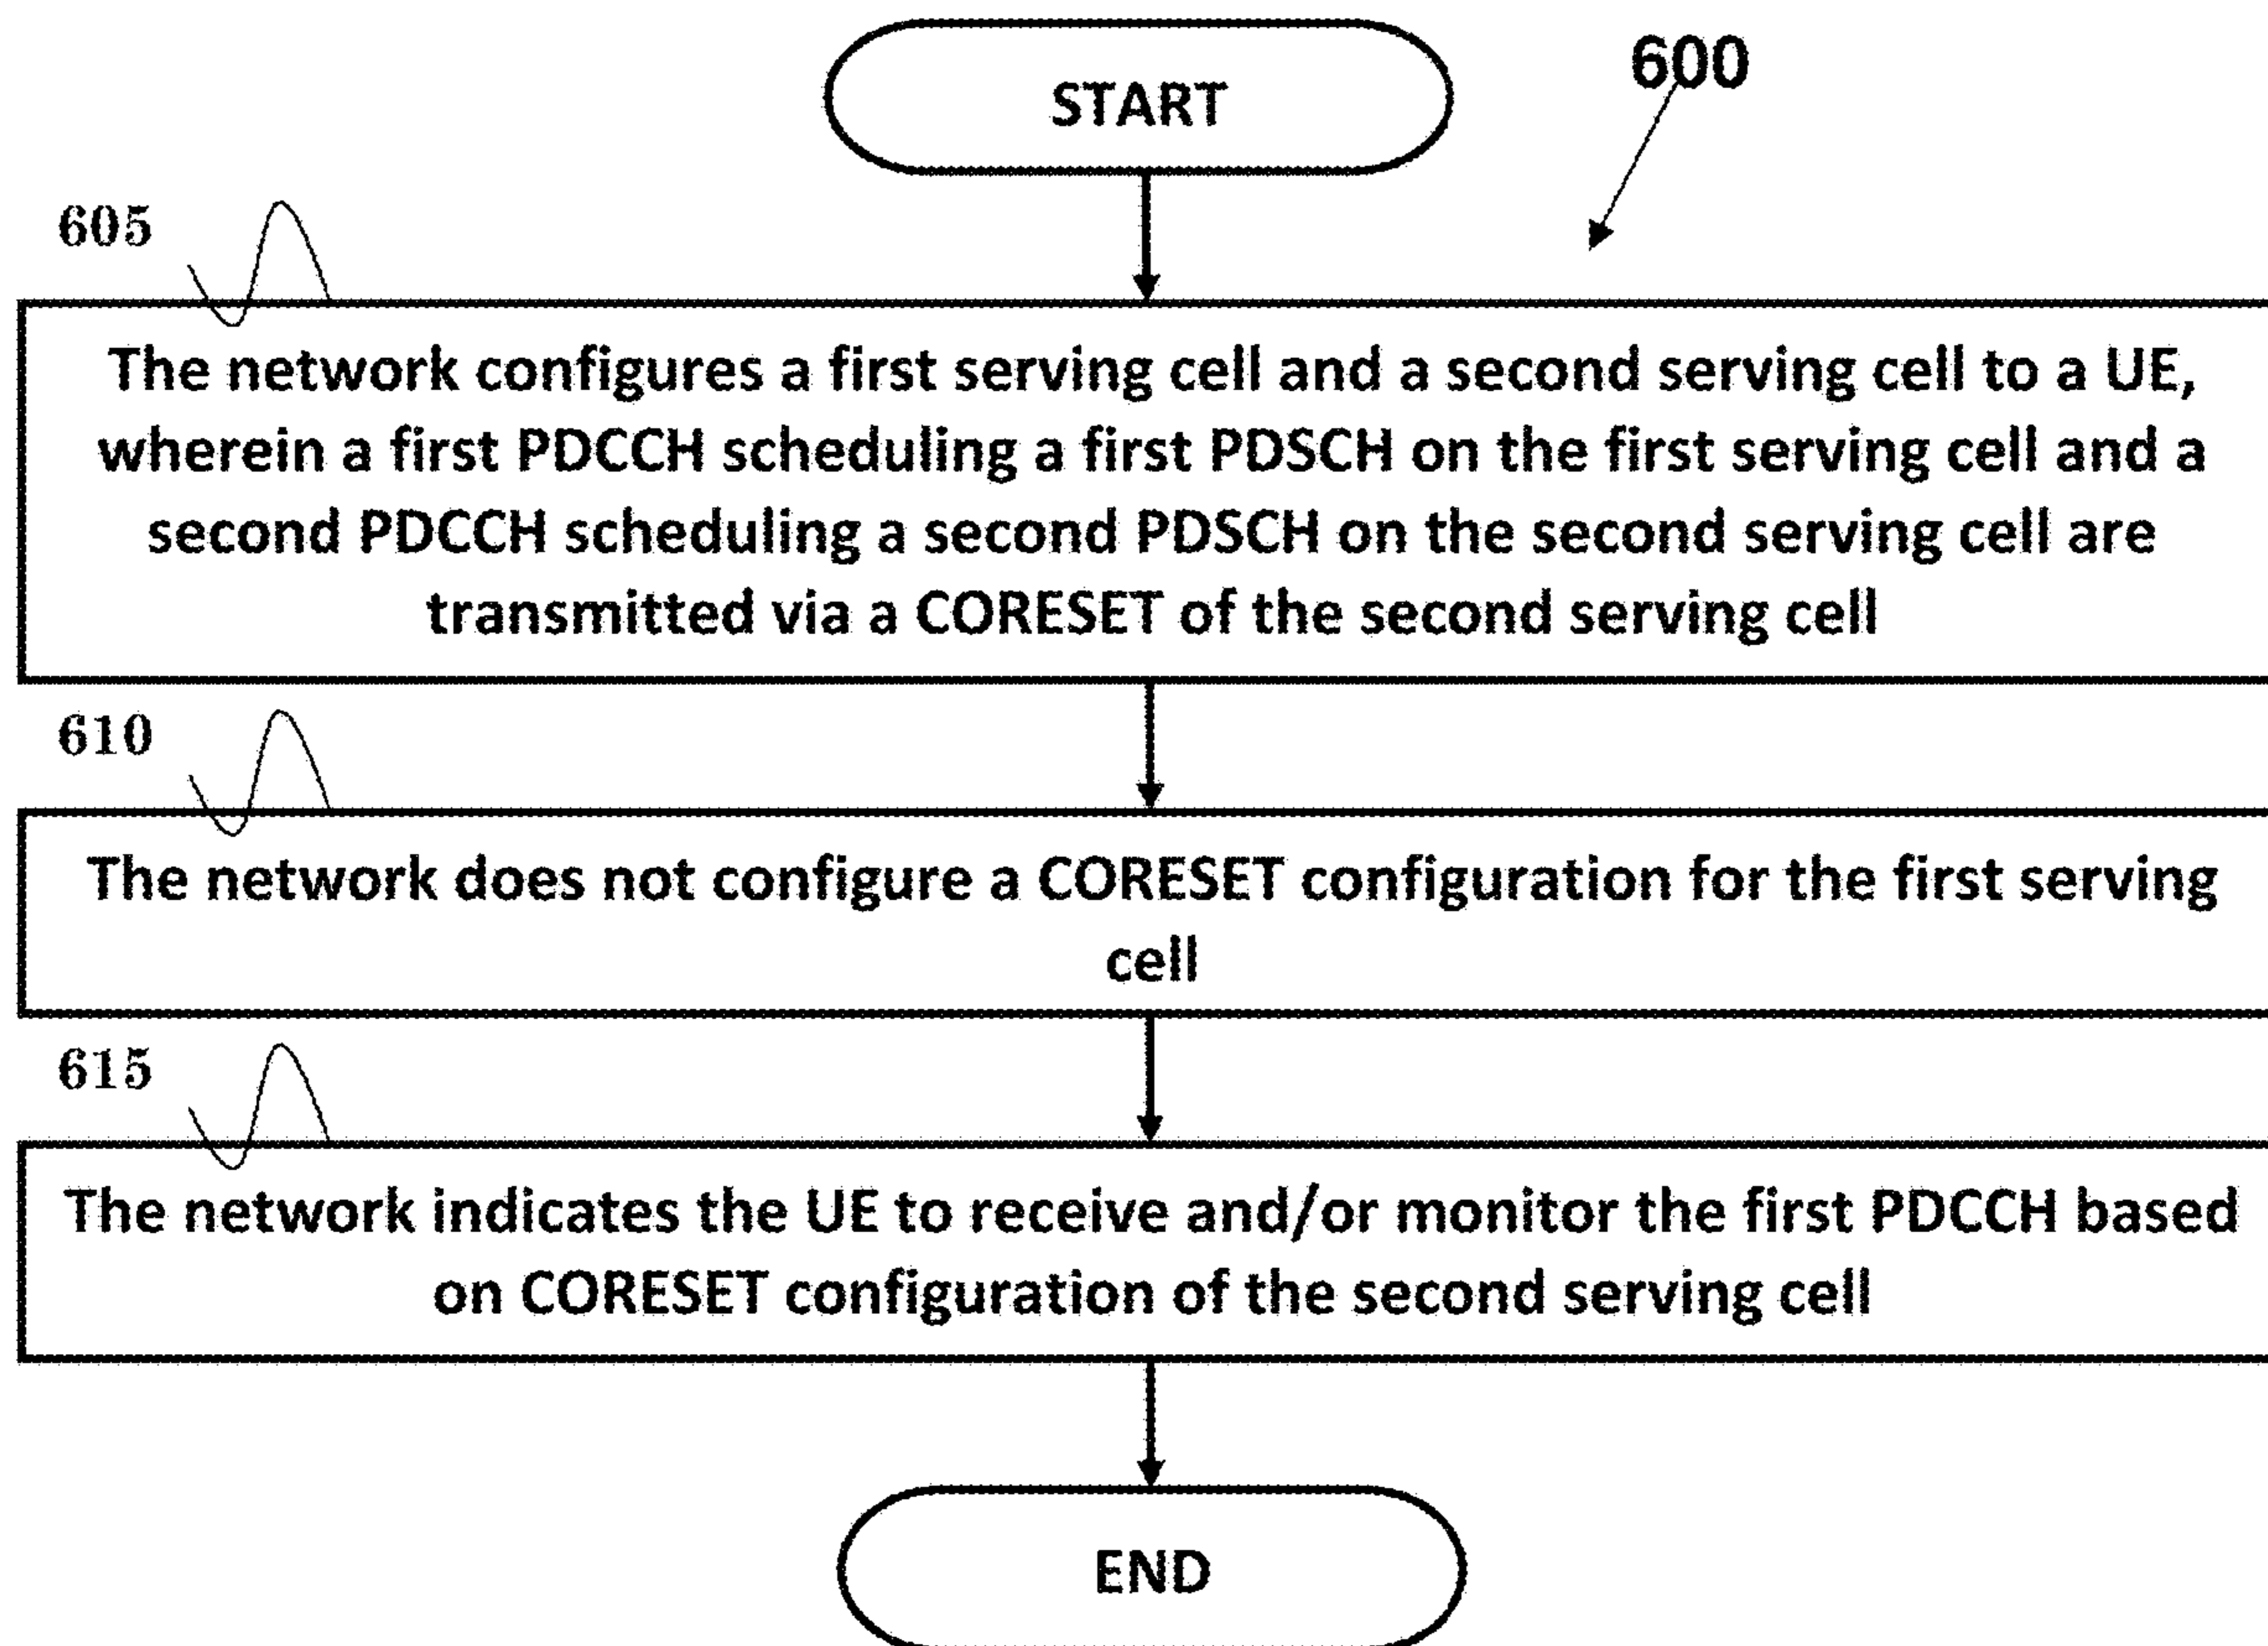 START
600
605
The network configures a first serving cell and a second serving cell to a UE,
wherein a first PDCCH scheduling a first PDSCH on the first serving cell and a
second PDCCH scheduling a second PDSCH on the second serving cell are
transmitted via a CORESET of the second serving cell
610
The network does not configure a CORESET configuration for the first serving
cell
615
The network indicates the UE to receive and/or monitor the first PDCCH based
on CORESET configuration of the second serving cell
END